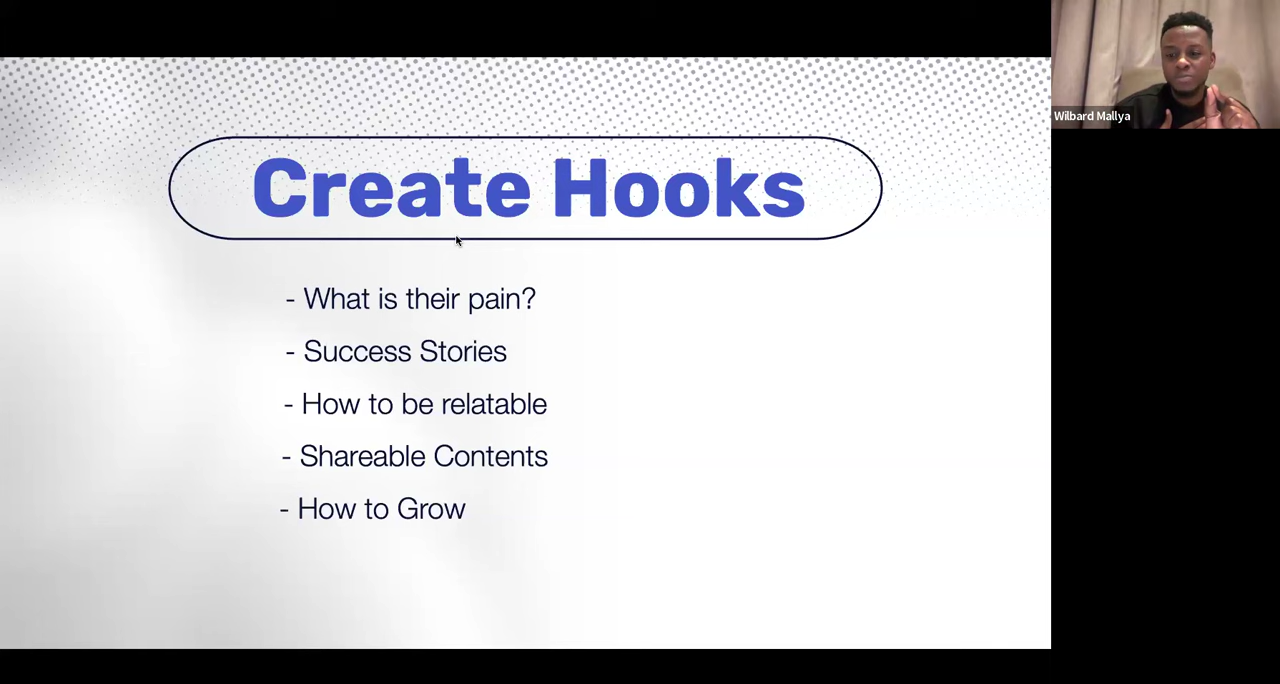 Create Hooks
- What is their pain?
- Success Stories
- How to be relatable
- Shareable Contents
- How to Grow
Wilbard Mallya